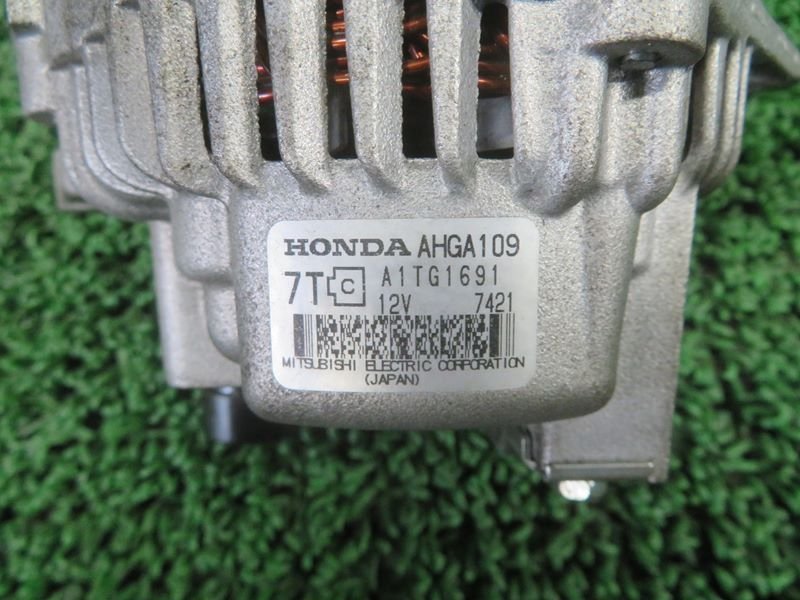 HONDA AHGA109
7T C A1TG1691
12V 7421
MITSUBISHI ELECTRIC CORPORATION
(JAPAN)